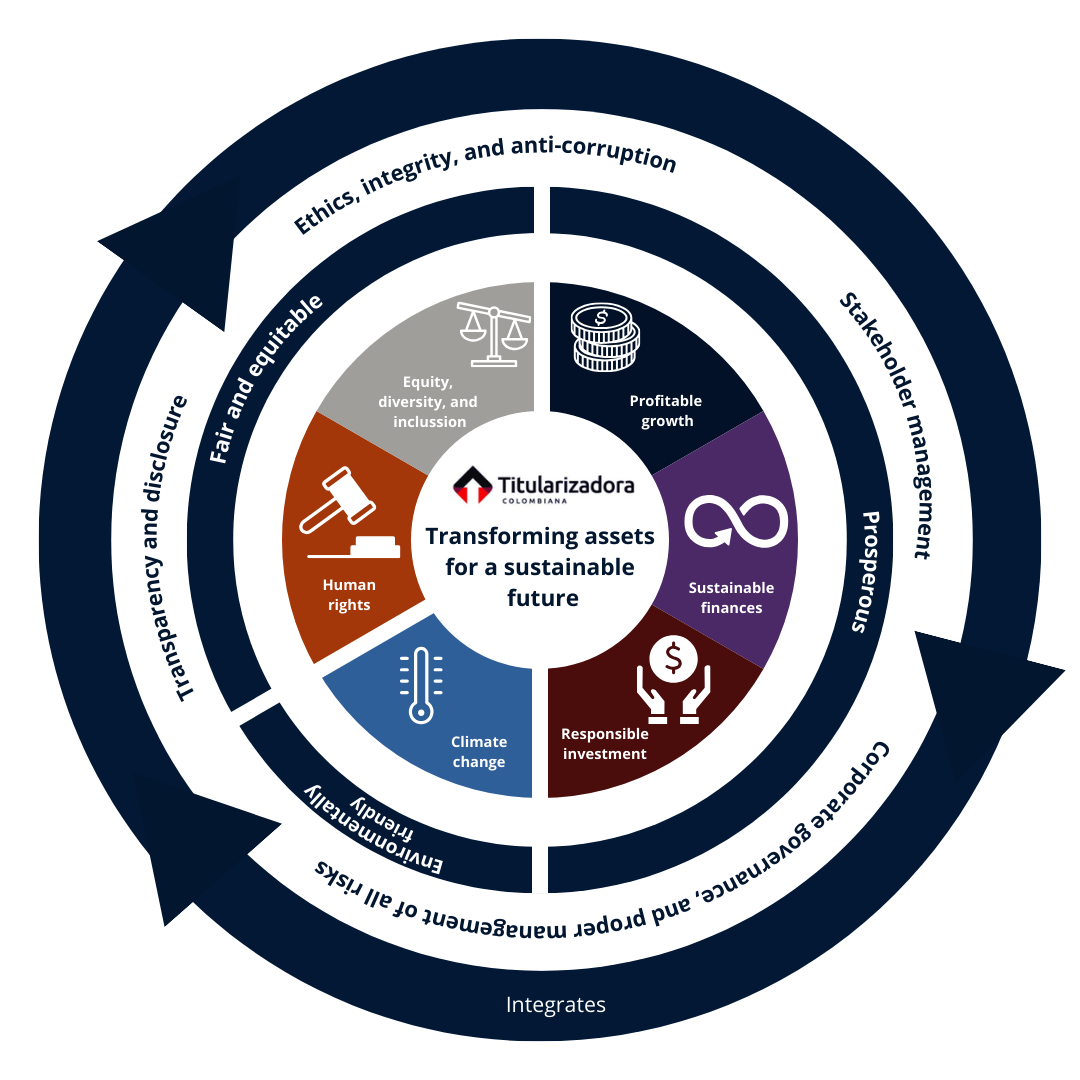 Ethics, integrity, and anti-corruption
Stakeholder management
Corporate governance, and proper management of all risks
Transparency and disclosure
Fair and equitable
Prosperous
Environmentally
friendly
Equity,
diversity, and
inclussion
Profitable
growth
Human
rights
Sustainable
finances
Climate
change
Responsible
investment
$
$
Titularizadora
COLOMBIANA
Transforming assets
for a sustainable
future
Integrates